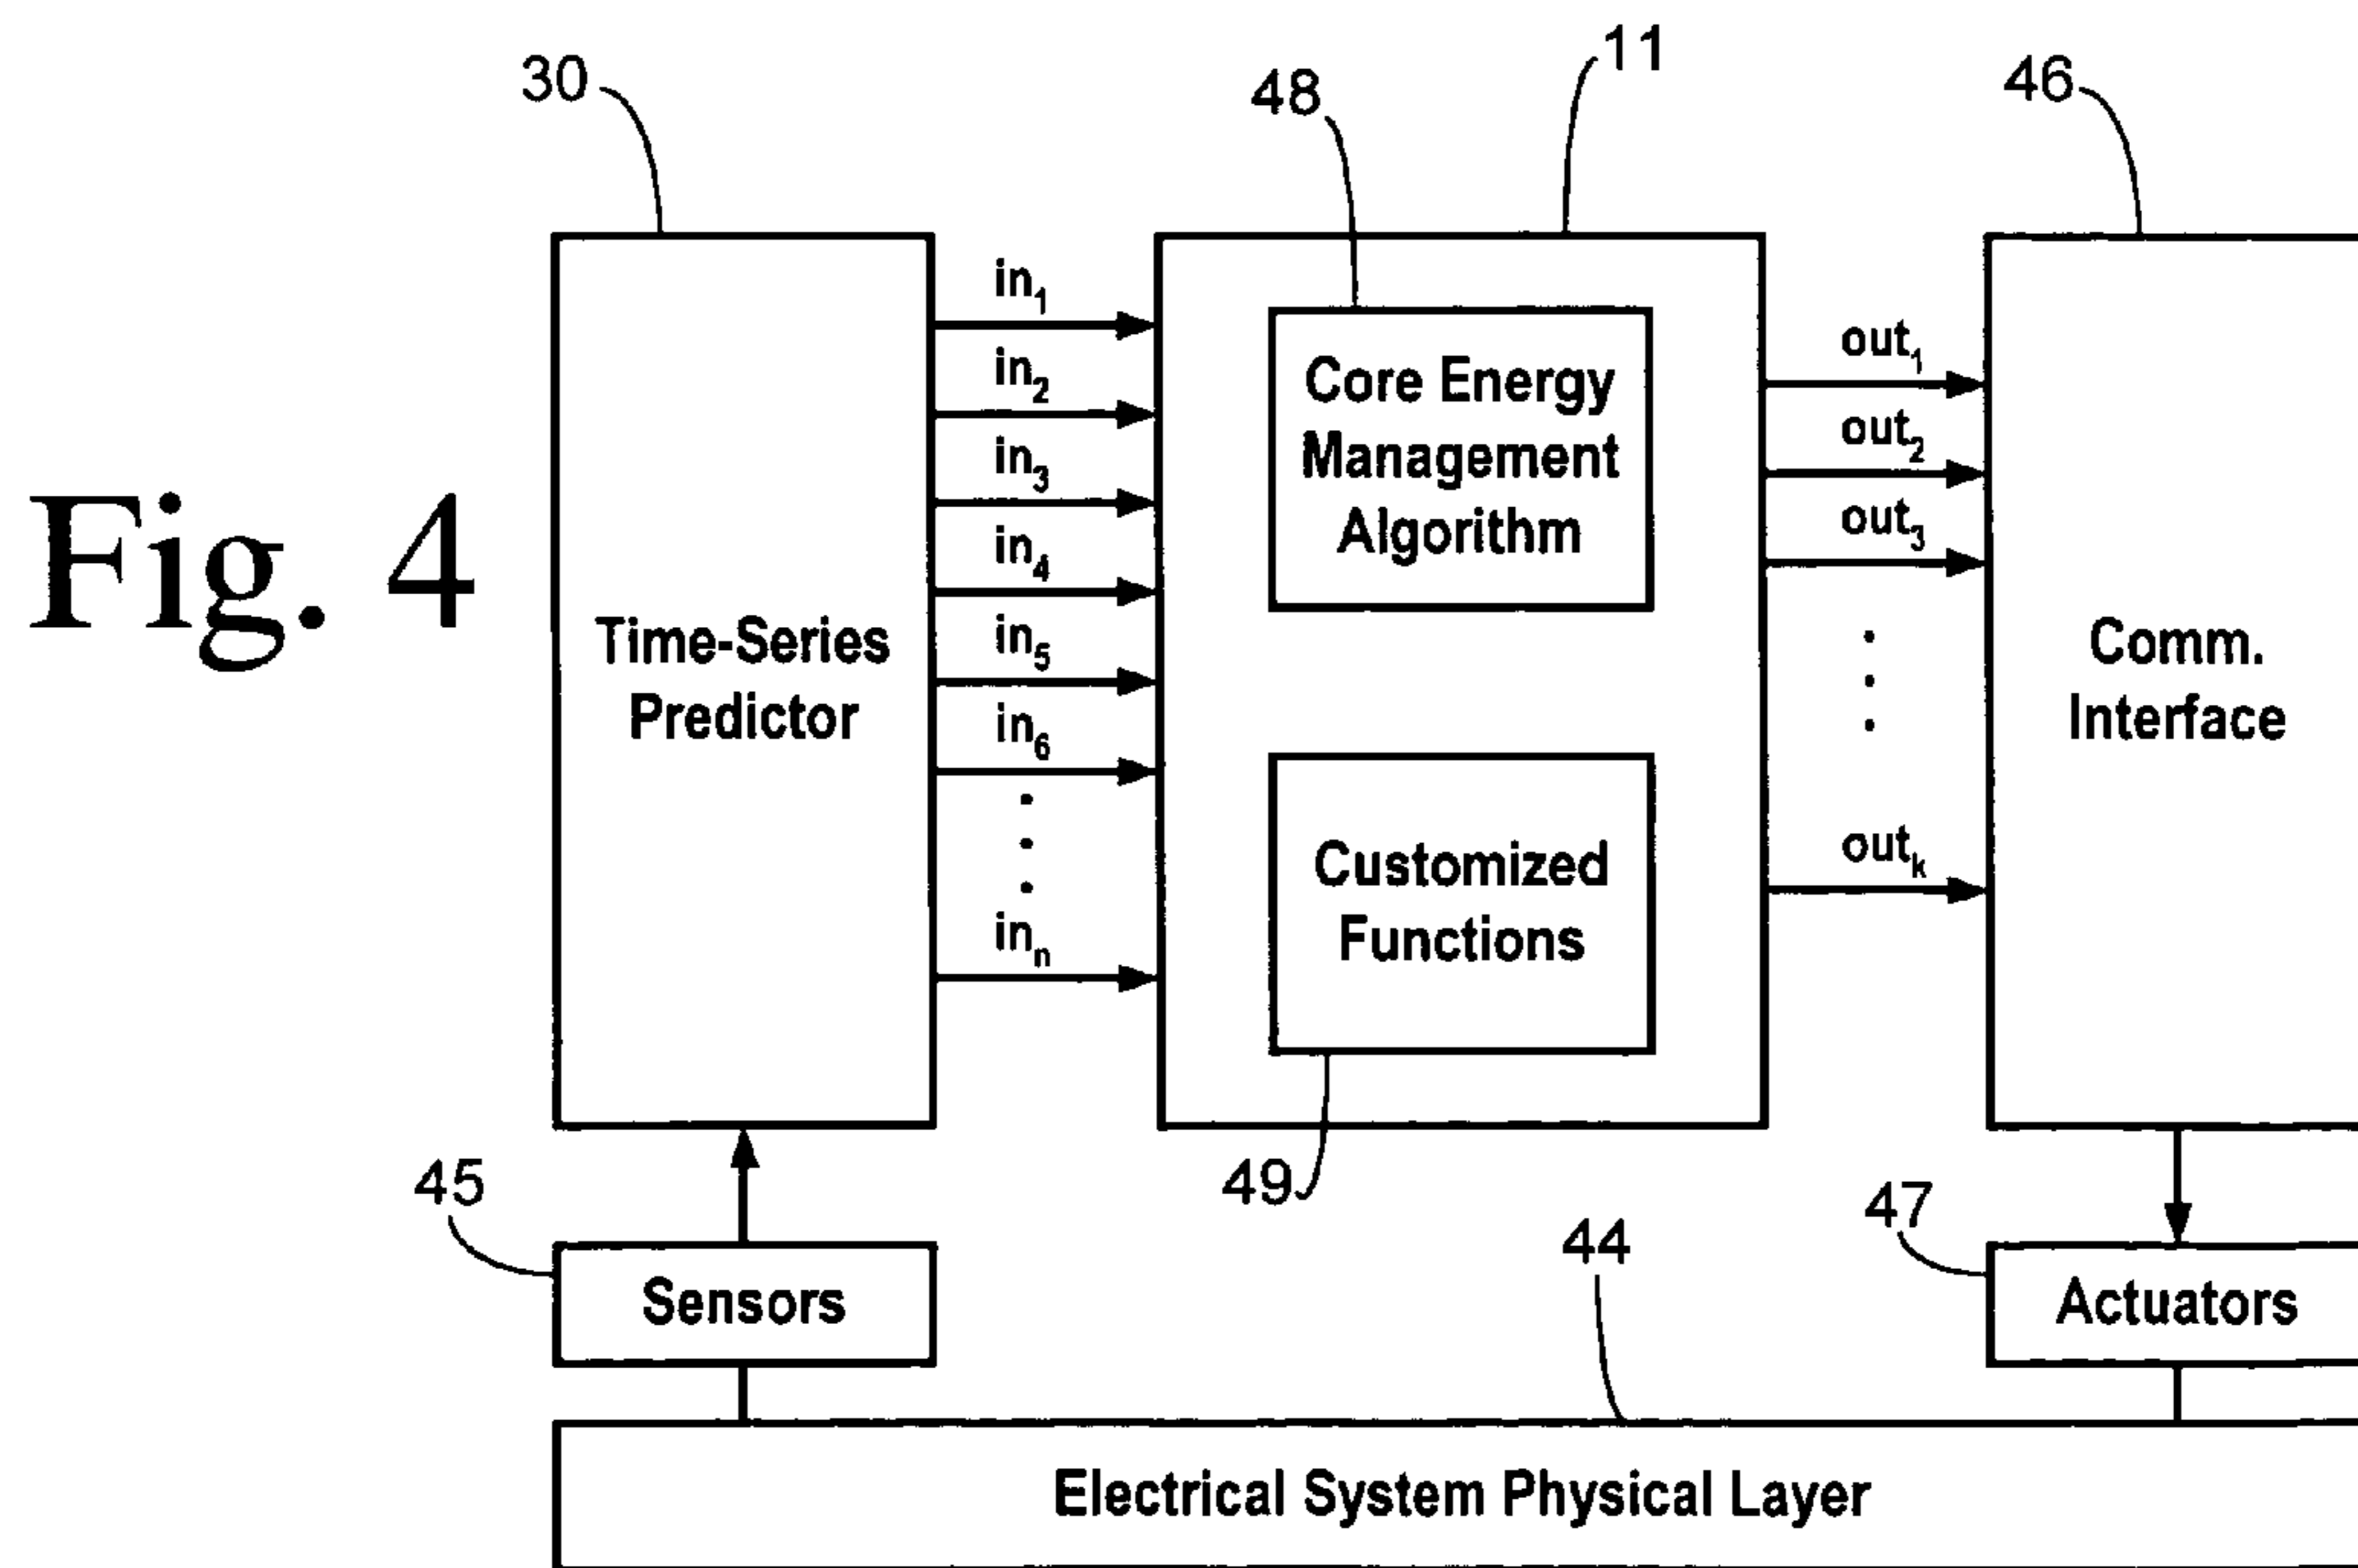 30
48
11
46
in₁
in₂
in₃
in₄
in₅
in₆
inₙ
Core Energy
Management
Algorithm
out₁
out₂
out₃
outₖ
Fig. 4
Time-Series
Predictor
Comm.
Interface
Customized
Functions
45
49
47
44
Sensors
Actuators
Electrical System Physical Layer